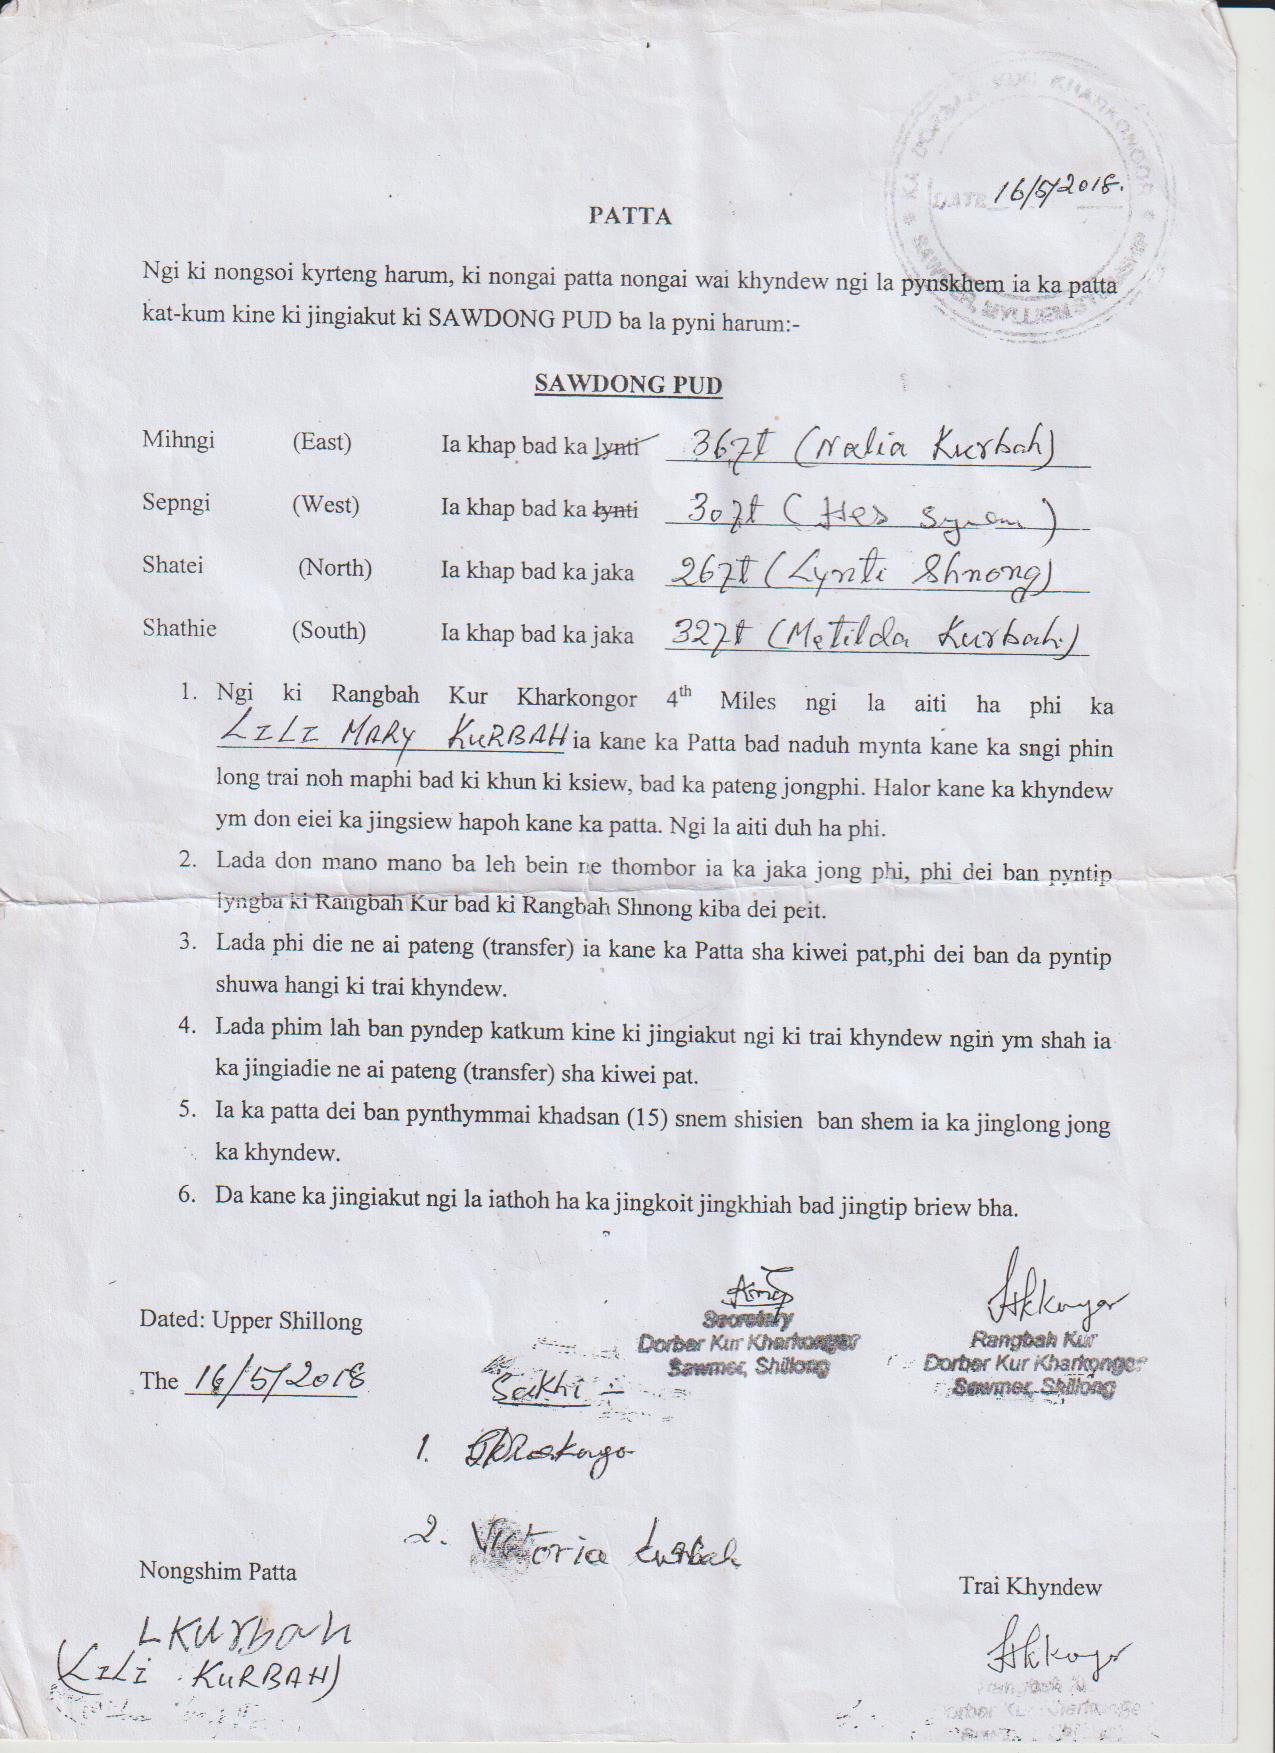 KA DORBAR KUR KHARKONGOR
SAWMER, MYLLIEM SYIEMSHIP
DATE 16/5/2018.
PATTA
Ngi ki nongsoi kyrteng harum, ki nongai patta nongai wai khyndew ngi la pynskhem ia ka patta
kat-kum kine ki jingiakut ki SAWDONG PUD ba la pyni harum:-
SAWDONG PUD
Mihngi (East) Ia khap bad ka lynti 36ft (Nalia Kurbah)
Sepngi (West) Ia khap bad ka lynti 30ft (Hes Syiem)
Shatei (North) Ia khap bad ka jaka 26ft (Lynti Shnong)
Shathie (South) Ia khap bad ka jaka 32ft (Metilda Kurbah)
1. Ngi ki Rangbah Kur Kharkongor 4th Miles ngi la aiti ha phi ka
LILI MARY KURBAH ia kane ka Patta bad naduh mynta kane ka sngi phin
long trai noh maphi bad ki khun ki ksiew, bad ka pateng jongphi. Halor kane ka khyndew
ym don eiei ka jingsiew hapoh kane ka patta. Ngi la aiti duh ha phi.
2. Lada don mano mano ba leh bein ne thombor ia ka jaka jong phi, phi dei ban pyntip
lyngba ki Rangbah Kur bad ki Rangbah Shnong kiba dei peit.
3. Lada phi die ne ai pateng (transfer) ia kane ka Patta sha kiwei pat,phi dei ban da pyntip
shuwa hangi ki trai khyndew.
4. Lada phim lah ban pyndep katkum kine ki jingiakut ngi ki trai khyndew ngin ym shah ia
ka jingiadie ne ai pateng (transfer) sha kiwei pat.
5. Ia ka patta dei ban pynthymmai khadsan (15) snem shisien ban shem ia ka jinglong jong
ka khyndew.
6. Da kane ka jingiakut ngi la iathoh ha ka jingkoit jingkhiah bad jingtip briew bha.
Secretary
Dorbar Kur Kharkongor
Sawmer, Shillong
Rangbah Kur
Dorbar Kur Kharkongor
Sawmer, Shillong
Dated: Upper Shillong
The 16/5/2018
Sakhi –
1.
2. Victoria Kurbah
Nongshim Patta
LKurbah
(LILI KURBAH)
Trai Khyndew
Rangbah Kur
Dorbar Kur Kharkongor